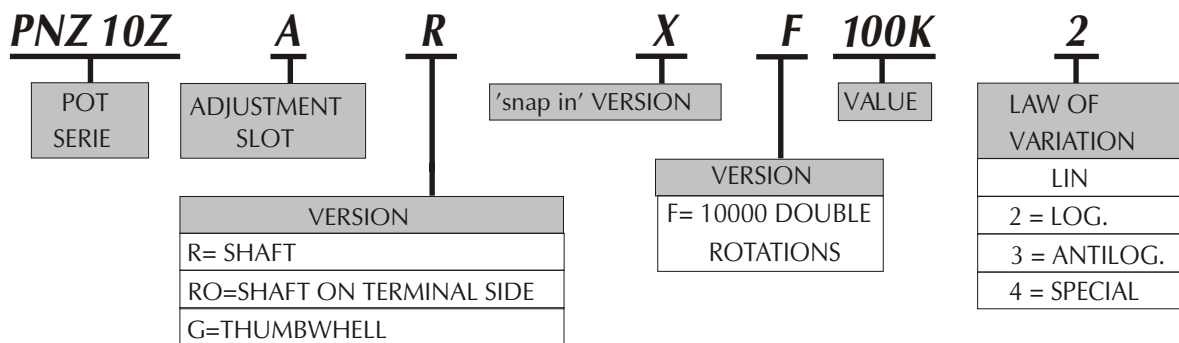 PNZ 10Z A R X F 100K 2
POT
SERIE
ADJUSTMENT
SLOT
'snap in' VERSION
VALUE
LAW OF
VARIATION
LIN
2 = LOG.
3 = ANTILOG.
4 = SPECIAL
VERSION
F= 10000 DOUBLE
ROTATIONS
VERSION
R= SHAFT
RO=SHAFT ON TERMINAL SIDE
G=THUMBWHELL